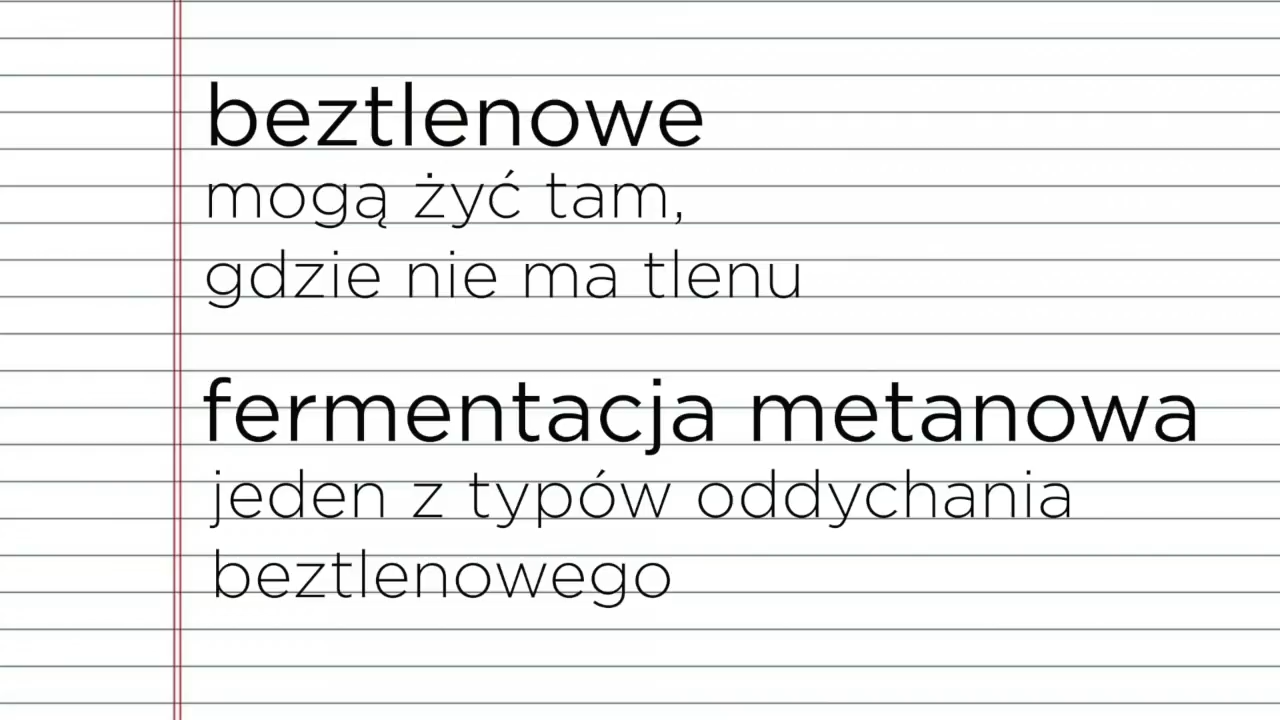 beztlenowe
mogą żyć tam,
gdzie nie ma tlenu
fermentacja metanowa
jeden z typów oddychania
beztlenowego